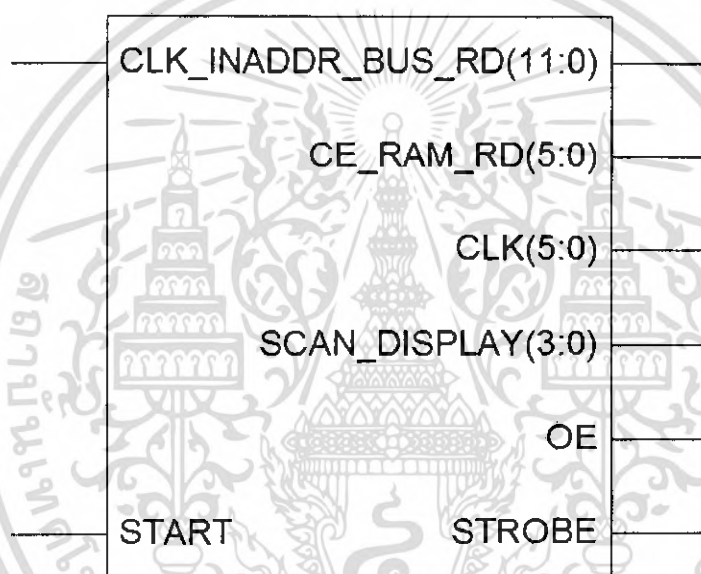 CLK_INADDR_BUS_RD(11:0)
CE_RAM_RD(5:0)
CLK(5:0)
SCAN_DISPLAY(3:0)
OE
START STROBE